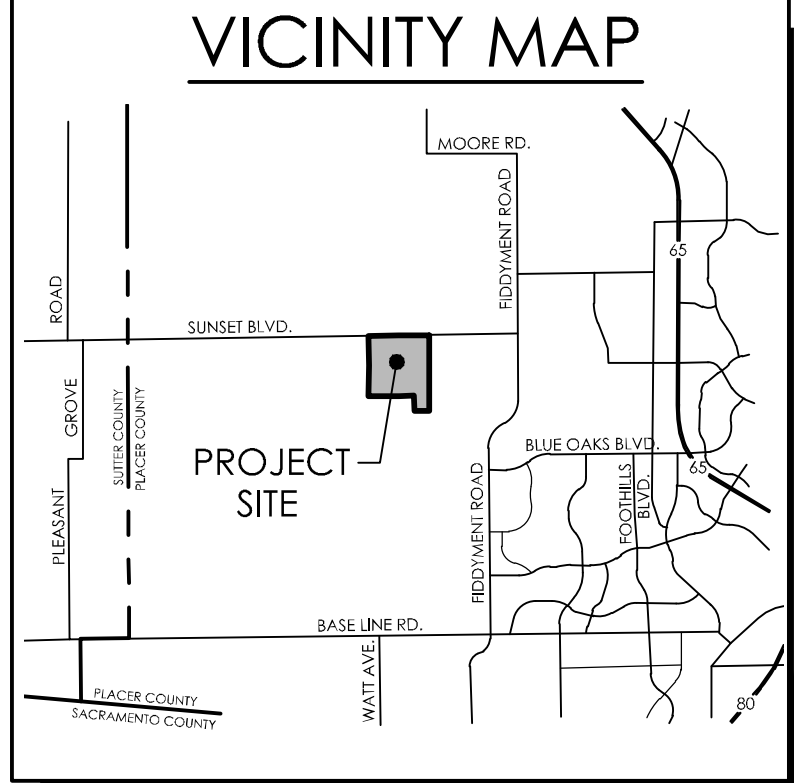 VICINITY MAP
MOORE RD.
FIDDYMENT ROAD
65
ROAD
SUNSET BLVD.
GROVE
SUTTER COUNTY
PLACER COUNTY
PROJECT
SITE
BLUE OAKS BLVD.
65
FOOTHILLS
BLVD.
FIDDYMENT ROAD
PLEASANT
BASE LINE RD.
WATT AVE.
PLACER COUNTY
SACRAMENTO COUNTY
80